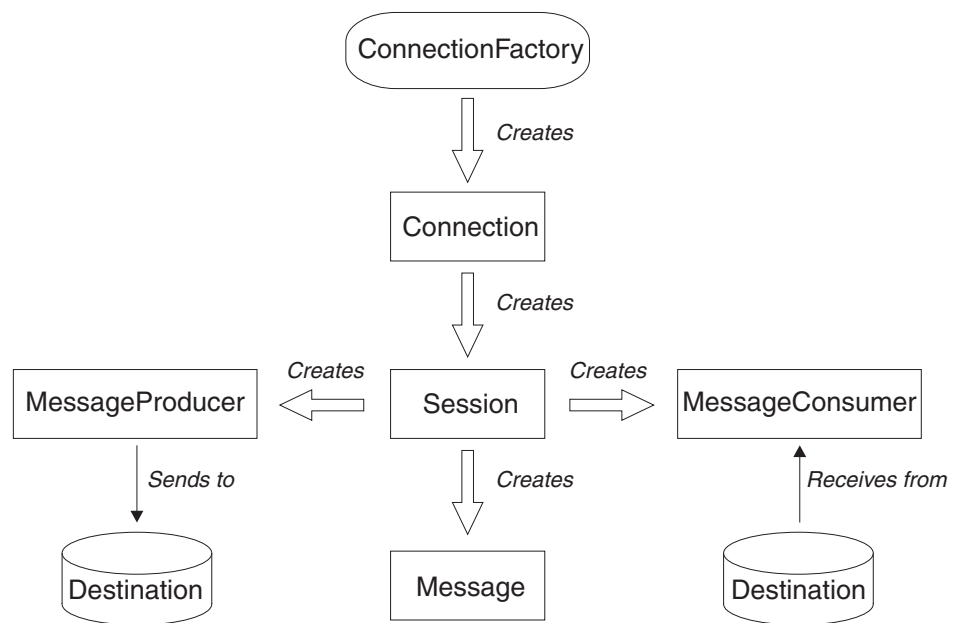 ConnectionFactory
Creates
Connection
Creates
Creates
Creates
MessageProducer
Session
MessageConsumer
Sends to
Creates
Receives from
Destination
Message
Destination